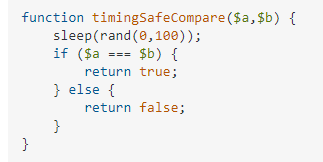 function timingSafeCompare($a,$b) {
    sleep(rand(0,100));
    if ($a === $b) {
        return true;
    } else {
        return false;
    }
}